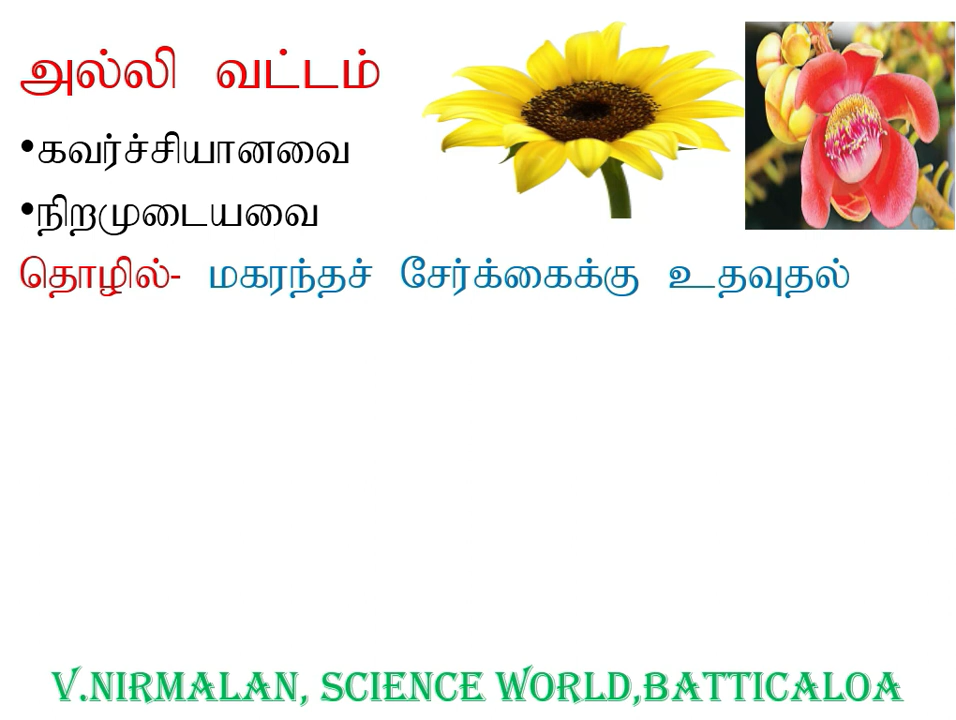 அல்லி வட்டம்
•கவர்ச்சியானவை
•நிறமுடையவை
தொழில்- மகரந்தச் சேர்க்கைக்கு உதவுதல்
V.NIRMALAN, SCIENCE WORLD,BATTICALOA